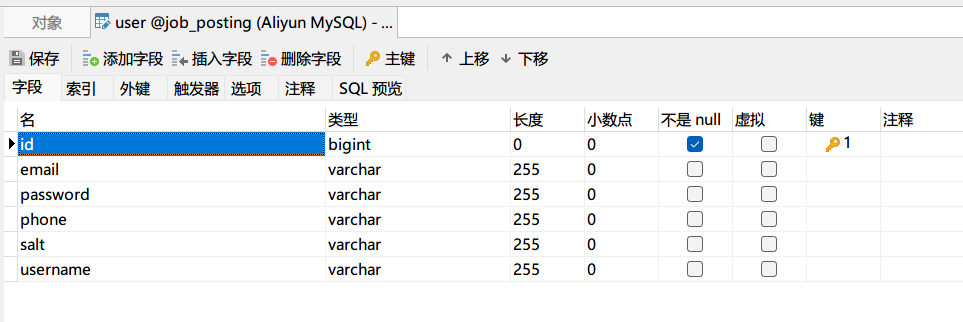 对象 user @job_posting (Aliyun MySQL) - ...
保存 添加字段 插入字段 删除字段 主键 上移 下移
字段 索引 外键 触发器 选项 注释 SQL 预览
名 类型 长度 小数点 不是 null 虚拟 键 注释
id bigint 0 0 1
email varchar 255 0
password varchar 255 0
phone varchar 255 0
salt varchar 255 0
username varchar 255 0